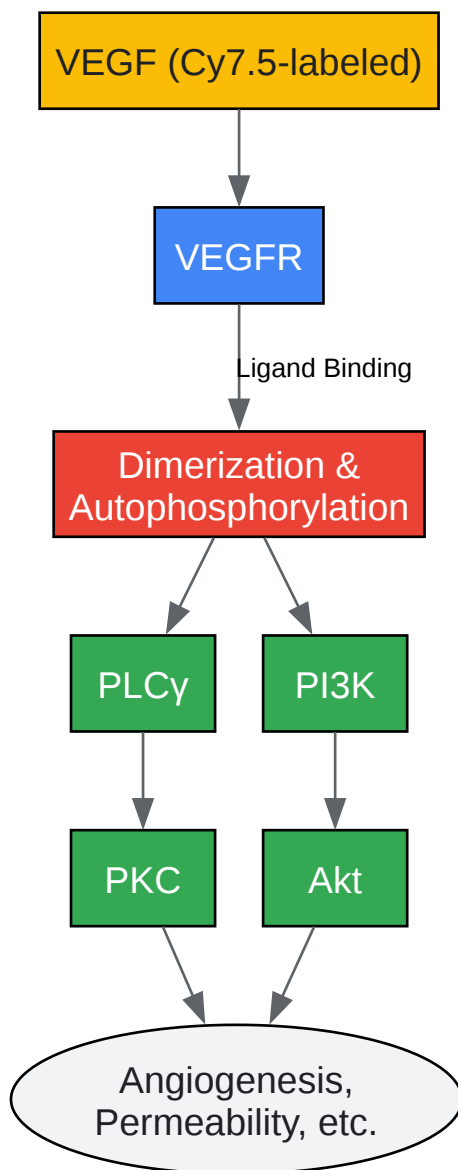 VEGF (Cy7.5-labeled)
VEGFR
Ligand Binding
Dimerization &
Autophosphorylation
PLCγ
PI3K
PKC
Akt
Angiogenesis,
Permeability, etc.